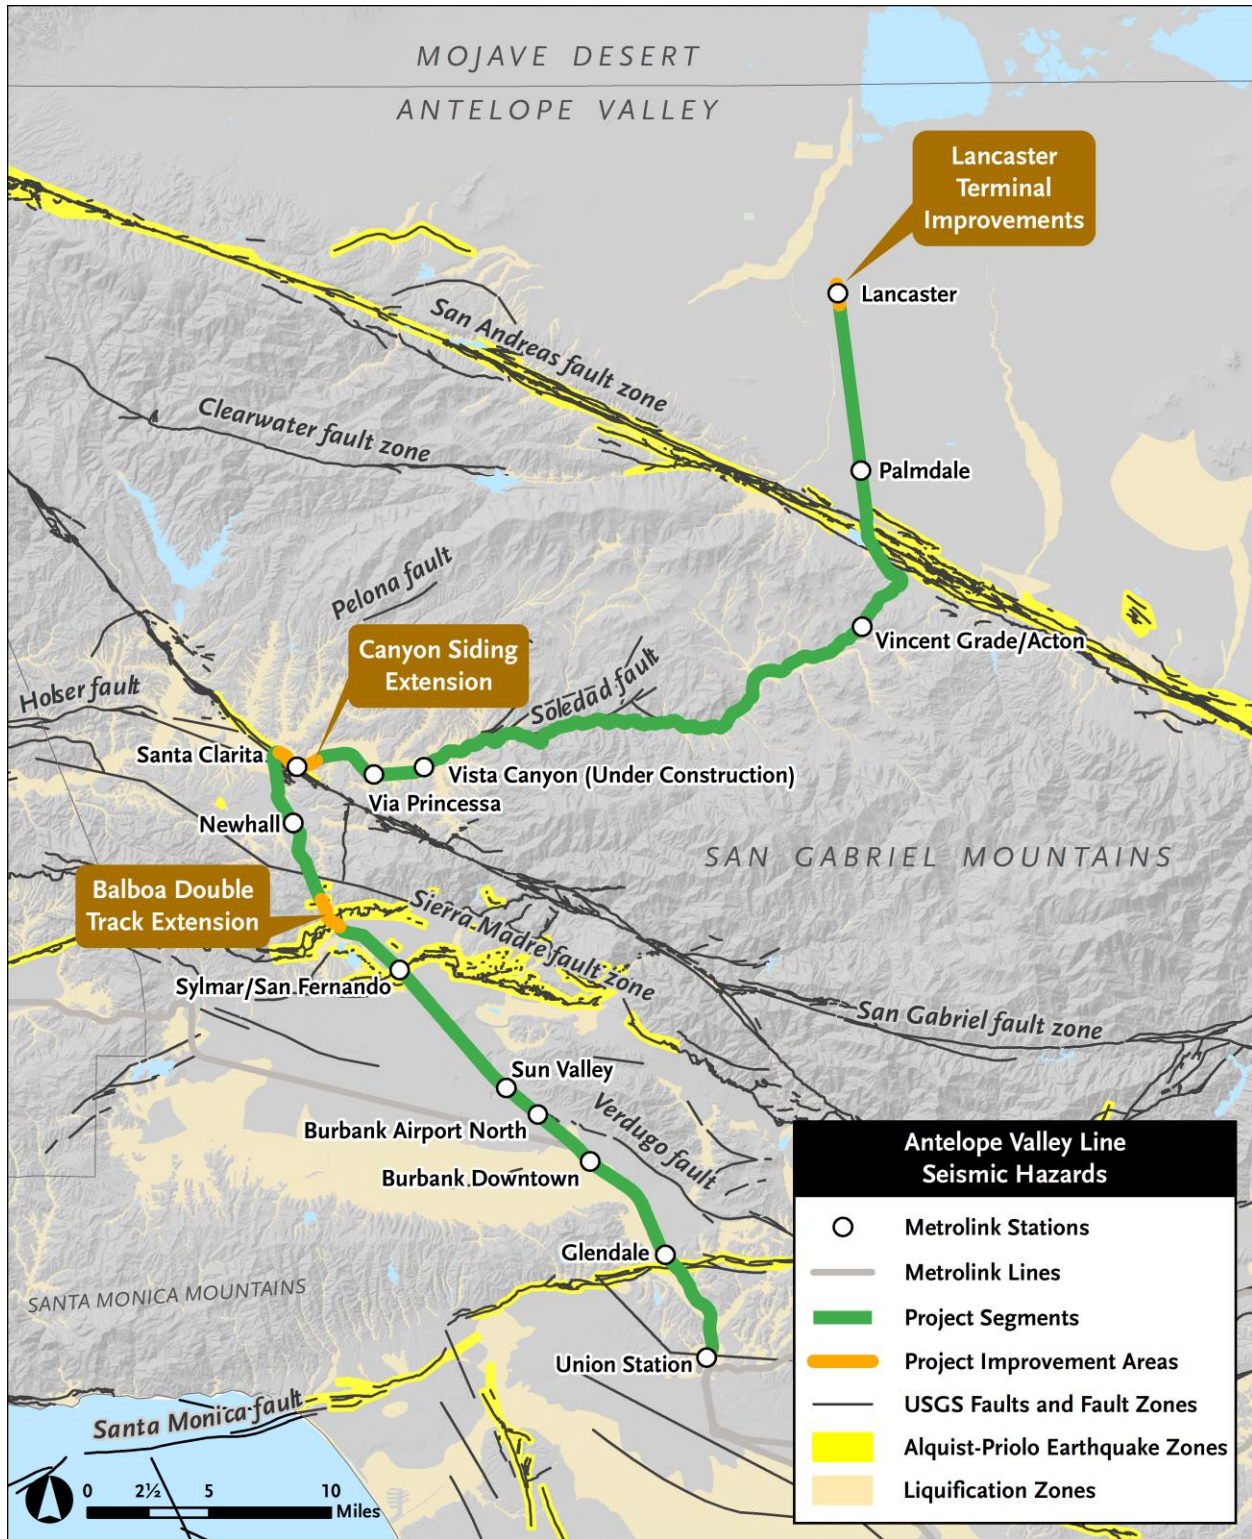 MOJAVE DESERT
ANTELOPE VALLEY
Lancaster
Terminal
Improvements
Lancaster
San Andreas fault zone
Clearwater fault zone
Palmdale
Pelona fault
Vincent Grade/Acton
Canyon Siding
Extension
Soledad fault
Holser fault
Santa Clarita
Vista Canyon (Under Construction)
Via Princessa
Newhall
SAN GABRIEL MOUNTAINS
Balboa Double
Track Extension
Sierra Madre fault zone
Sylmar/San Fernando
San Gabriel fault zone
Sun Valley
Burbank Airport North
Verdugo fault
Burbank Downtown
Glendale
SANTA MONICA MOUNTAINS
Union Station
Santa Monica fault
0 2½ 5 10
Miles
Antelope Valley Line
Seismic Hazards
Metrolink Stations
Metrolink Lines
Project Segments
Project Improvement Areas
USGS Faults and Fault Zones
Alquist-Priolo Earthquake Zones
Liquification Zones